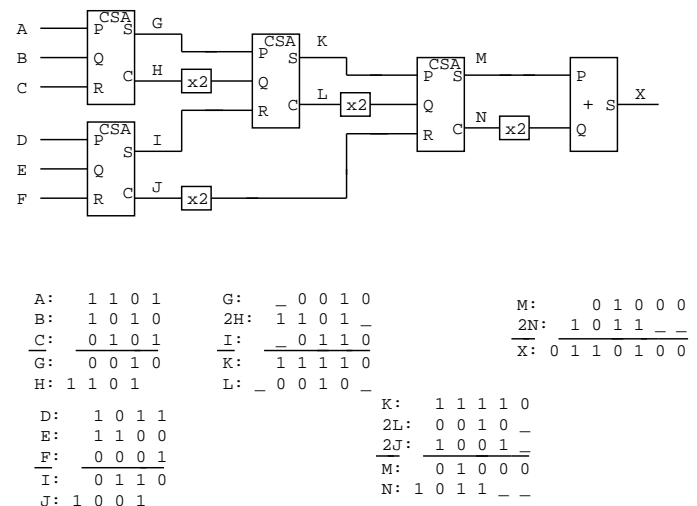 CSA
P
S
Q
R
C
A
B
C
G
H
x2
CSA
P
S
Q
R
C
D
E
F
I
J
x2
CSA
P
S
Q
R
C
K
L
x2
CSA
P
S
Q
R
C
M
N
x2
P
+ S
Q
X
A: 1 1 0 1
B: 1 0 1 0
C: 0 1 0 1
G: 0 0 1 0
H: 1 1 0 1
D: 1 0 1 1
E: 1 1 0 0
F: 0 0 0 1
I: 0 1 1 0
J: 1 0 0 1
G: _ 0 0 1 0
2H: 1 1 0 1 _
I: _ 0 1 1 0
K: 1 1 1 1 0
L: _ 0 0 1 0 _
K: 1 1 1 1 0
2L: 0 0 1 0 _
2J: 1 0 0 1 _
M: 0 1 0 0 0
N: 1 0 1 1 _ _
M: 0 1 0 0 0
2N: 1 0 1 1 _ _
X: 0 1 1 0 1 0 0